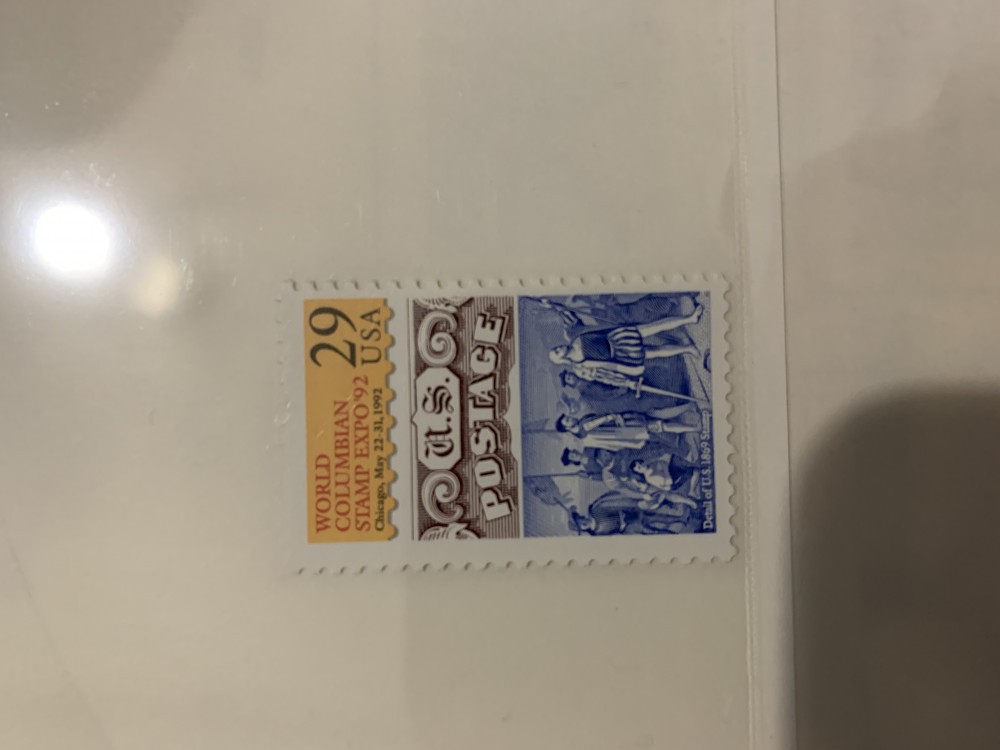 WORLD
COLUMBIAN
STAMP EXPO'92
Chicago, May 22-31, 1992
29
USA
U.S.
POSTAGE
Detail of U.S. 1869 Stamp